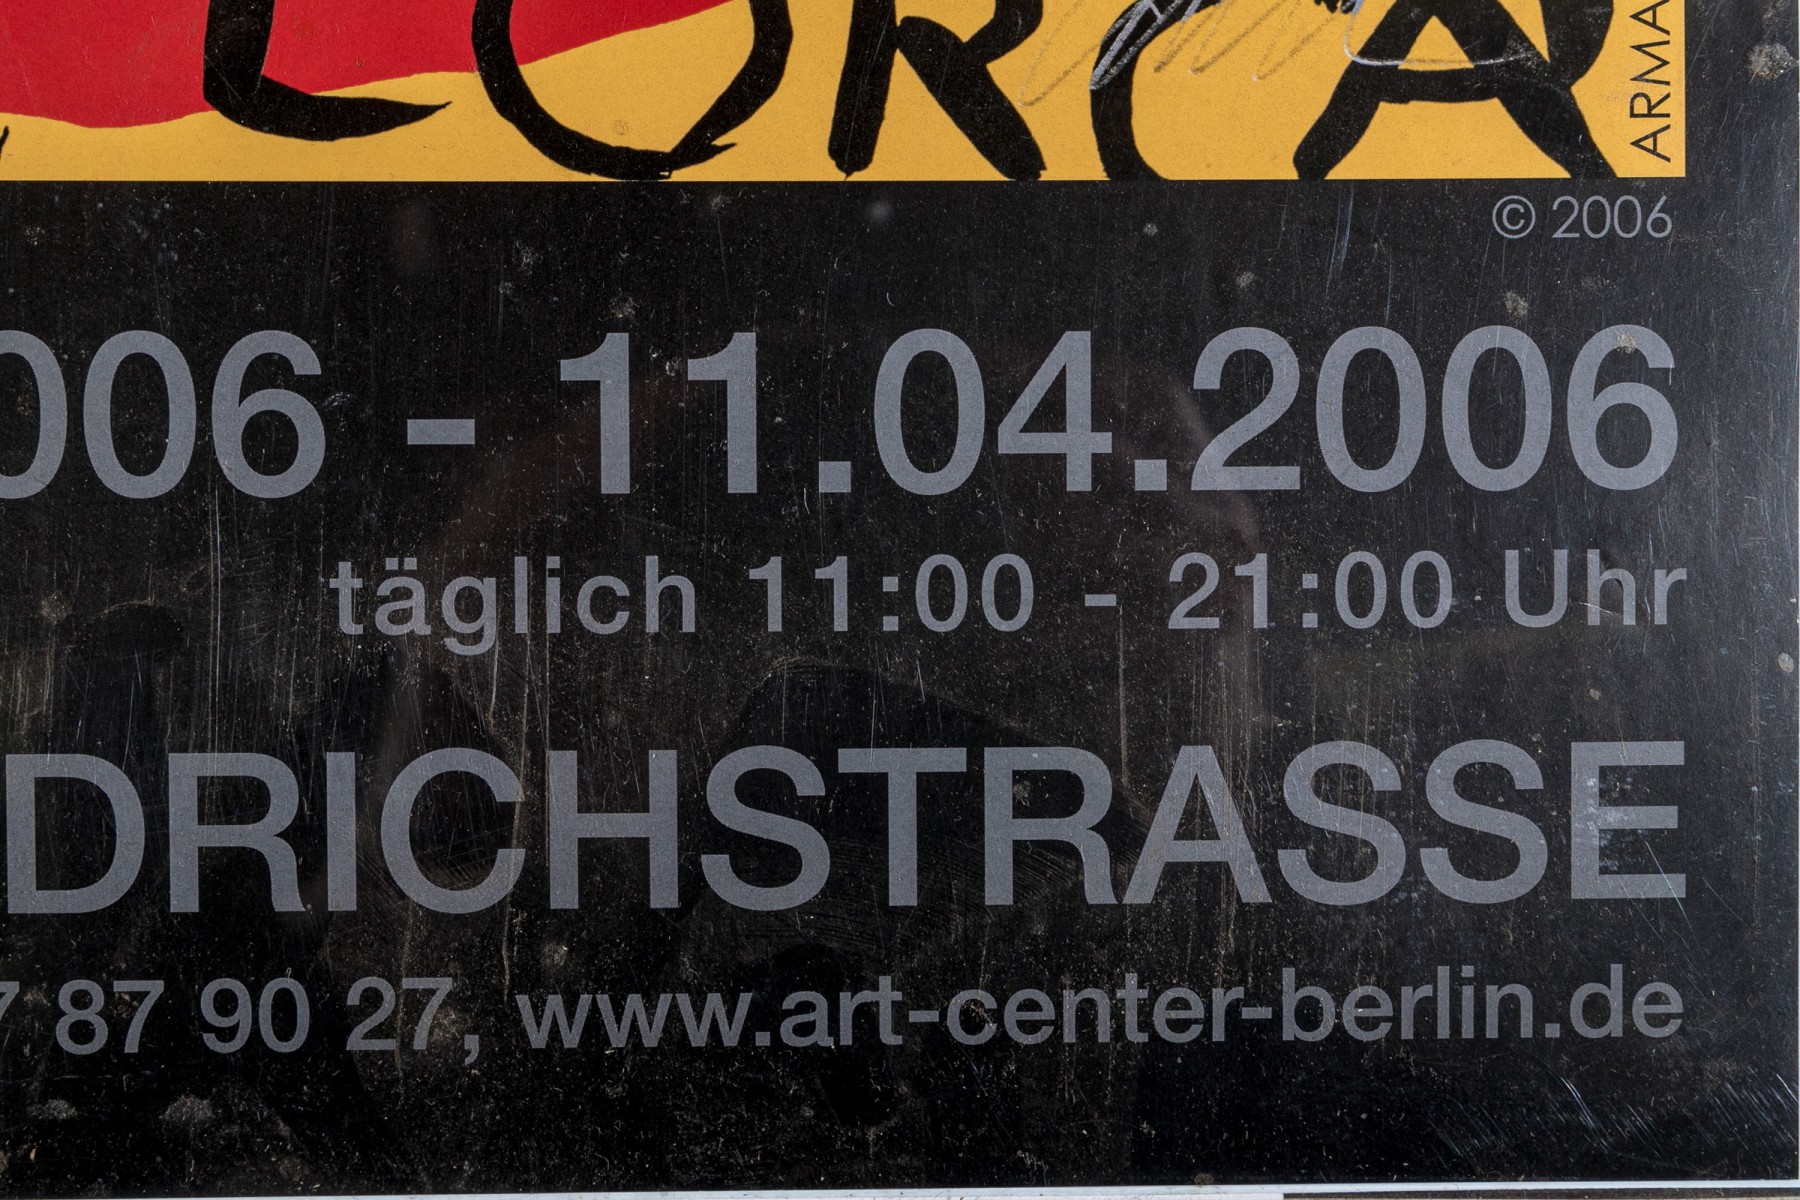 LORCA
ARMA
© 2006
006 - 11.04.2006
täglich 11:00 - 21:00 Uhr
DRICHSTRASSE
7 87 90 27, www.art-center-berlin.de